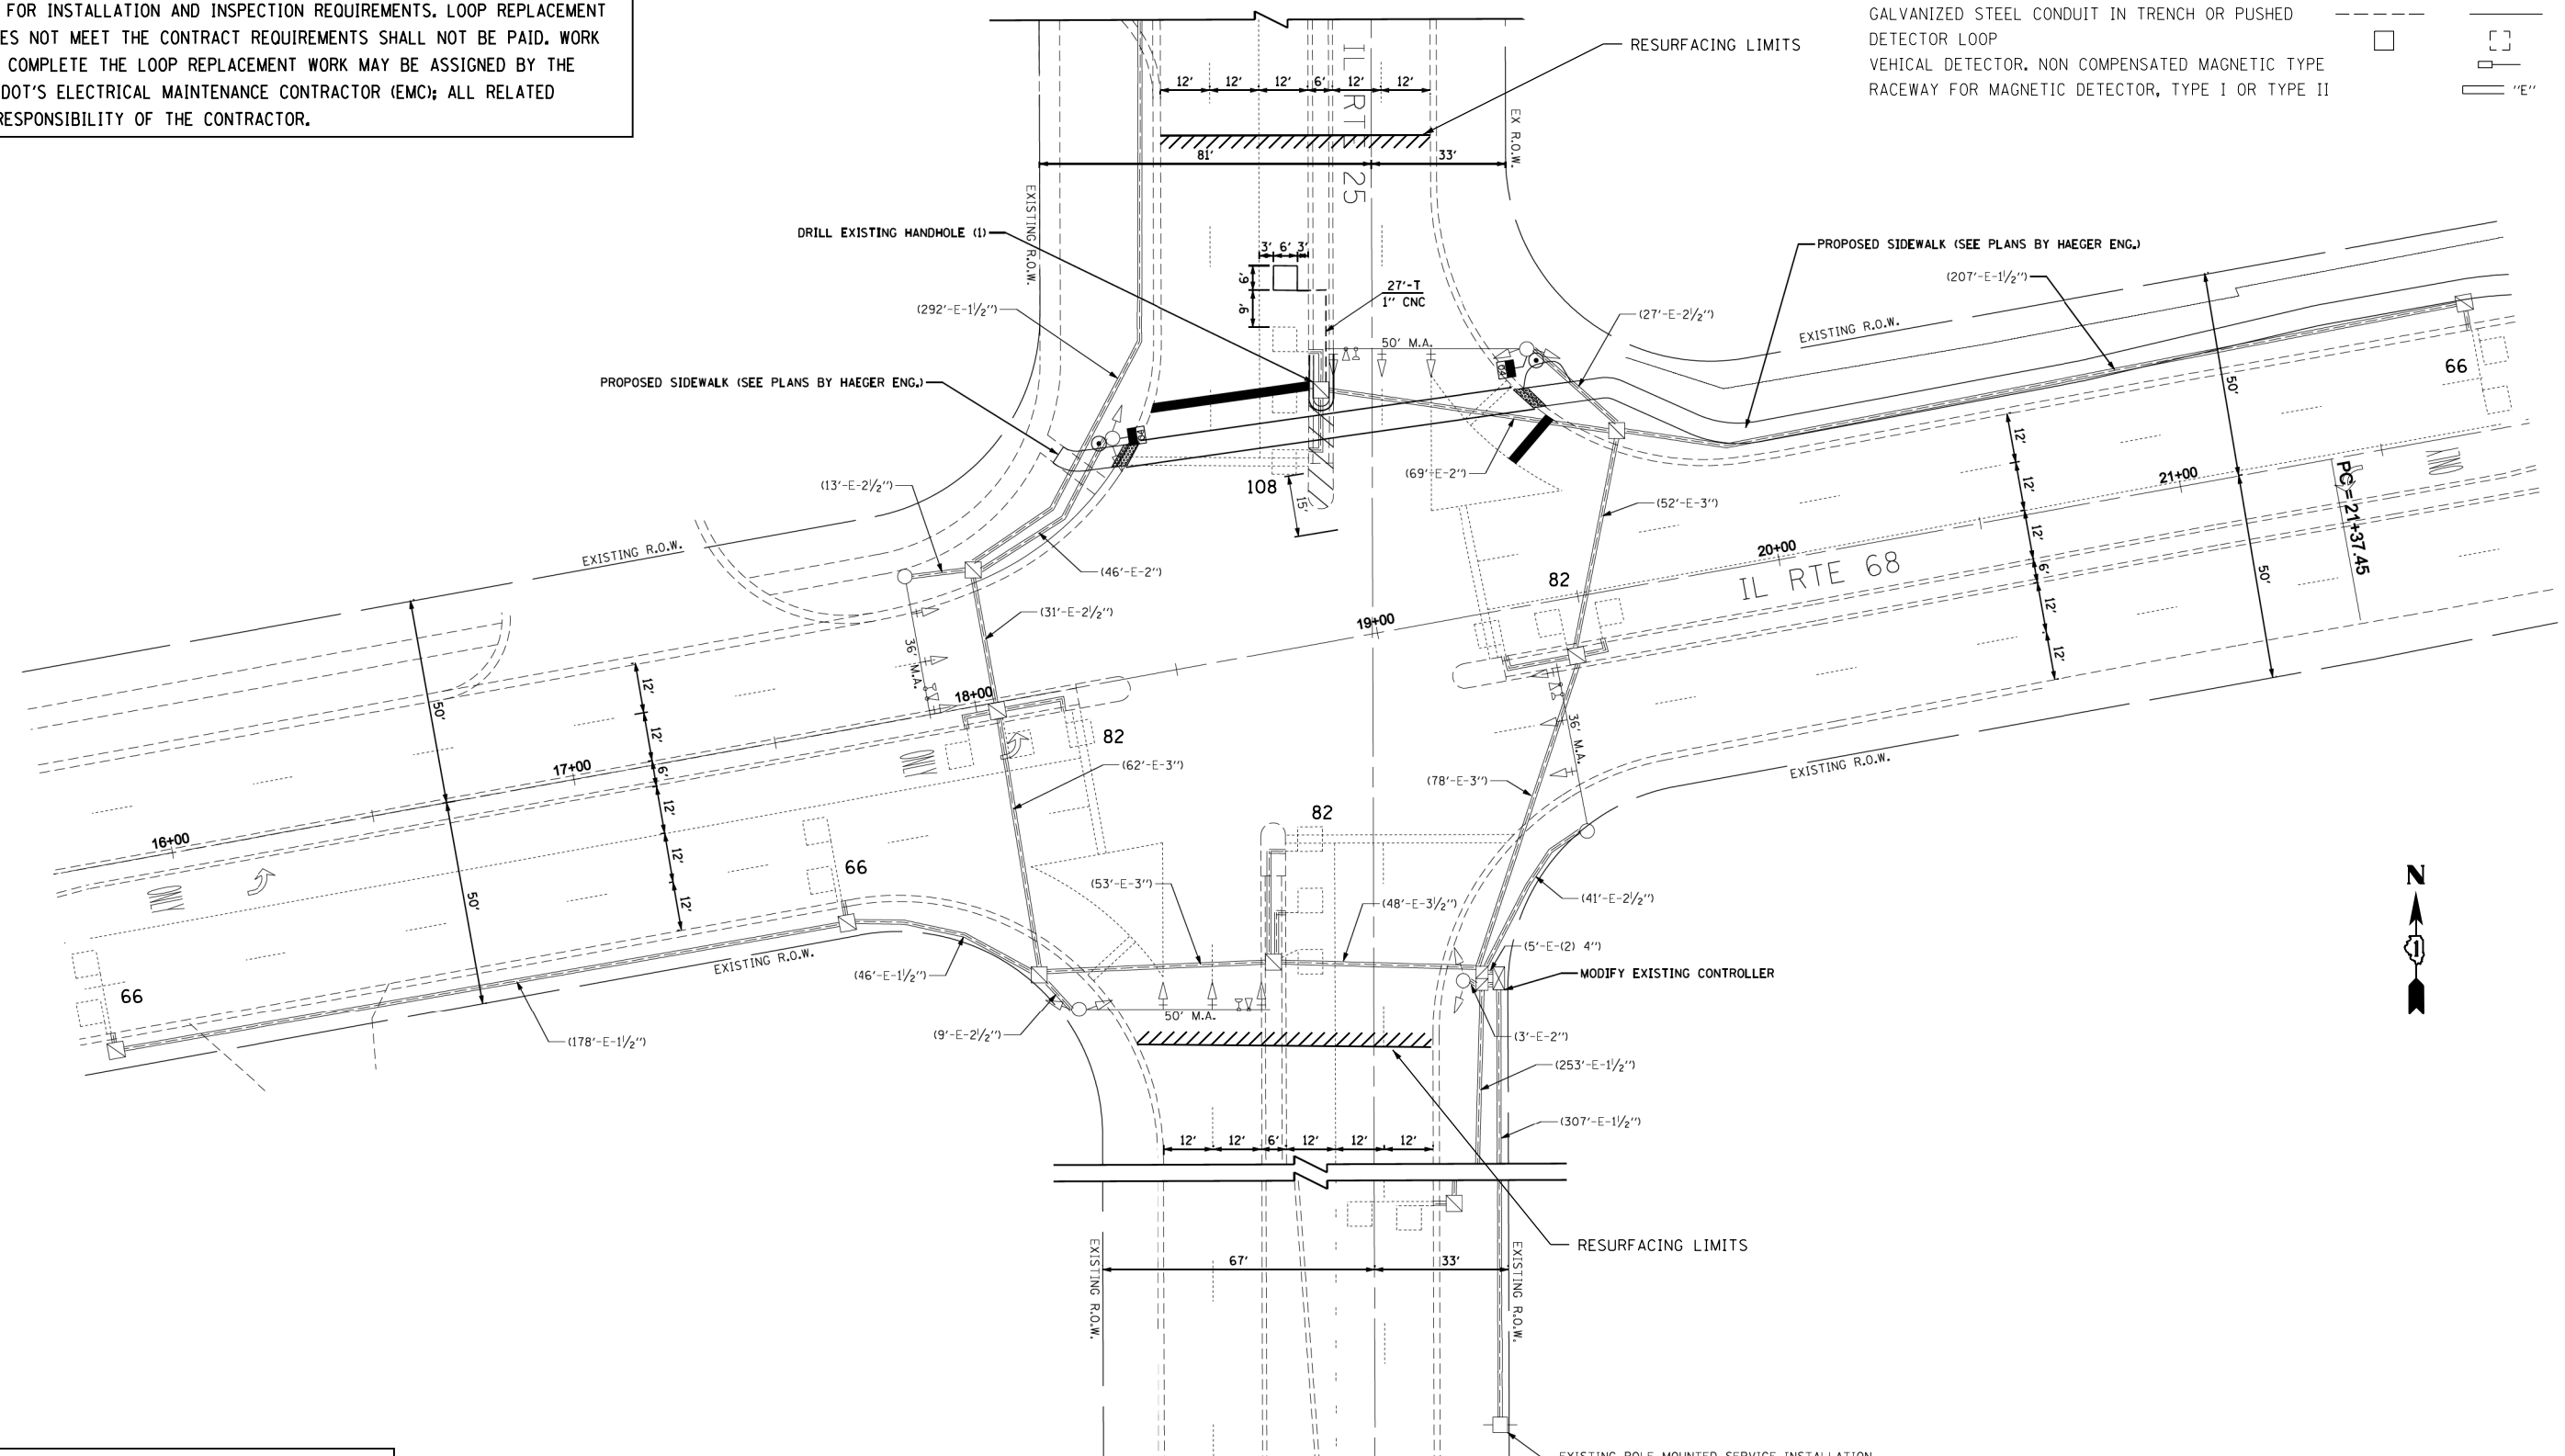 FOR INSTALLATION AND INSPECTION REQUIREMENTS. LOOP REPLACEMENT
ES NOT MEET THE CONTRACT REQUIREMENTS SHALL NOT BE PAID. WORK
COMPLETE THE LOOP REPLACEMENT WORK MAY BE ASSIGNED BY THE
DOT'S ELECTRICAL MAINTENANCE CONTRACTOR (EMC); ALL RELATED
RESPONSIBILITY OF THE CONTRACTOR.
GALVANIZED STEEL CONDUIT IN TRENCH OR PUSHED
DETECTOR LOOP
VEHICAL DETECTOR. NON COMPENSATED MAGNETIC TYPE
RACEWAY FOR MAGNETIC DETECTOR, TYPE I OR TYPE II
"E"
RESURFACING LIMITS
12' 12' 12' 6' 12' 12'
IL RT 25
EX R.O.W.
81' 33'
EXISTING R.O.W.
DRILL EXISTING HANDHOLE (1)
3' 6' 3'
6'
9'
27'-T
1" CNC
PROPOSED SIDEWALK (SEE PLANS BY HAEGER ENG.)
(207'-E-1½")
(292'-E-1½")
(27'-E-2½")
EXISTING R.O.W.
50' M.A.
PROPOSED SIDEWALK (SEE PLANS BY HAEGER ENG.)
66
50'
12'
12'
12'
6'
12'
12'
50'
(69'-E-2")
108
15'
(13'-E-2½")
(52'-E-3")
21+00
PC=21+37.45
EXISTING R.O.W.
20+00
(46'-E-2")
82
IL RTE 68
(31'-E-2½")
19+00
36' M.A.
18+00
12'
12'
6'
12'
12'
50'
50'
82
36' M.A.
17+00
(62'-E-3")
(78'-E-3")
EXISTING R.O.W.
82
16+00
66
(53'-E-3")
(48'-E-3½")
(41'-E-2½")
N
1
(5'-E-(2) 4")
EXISTING R.O.W.
(46'-E-1½")
MODIFY EXISTING CONTROLLER
66
50' M.A.
(9'-E-2½")
(3'-E-2")
(178'-E-1½")
(253'-E-1½")
(307'-E-1½")
12' 12' 6' 12' 12' 12'
RESURFACING LIMITS
EXISTING R.O.W.
EXISTING R.O.W.
67' 33'
EXISTING POLE MOUNTED SERVICE INSTALLATION